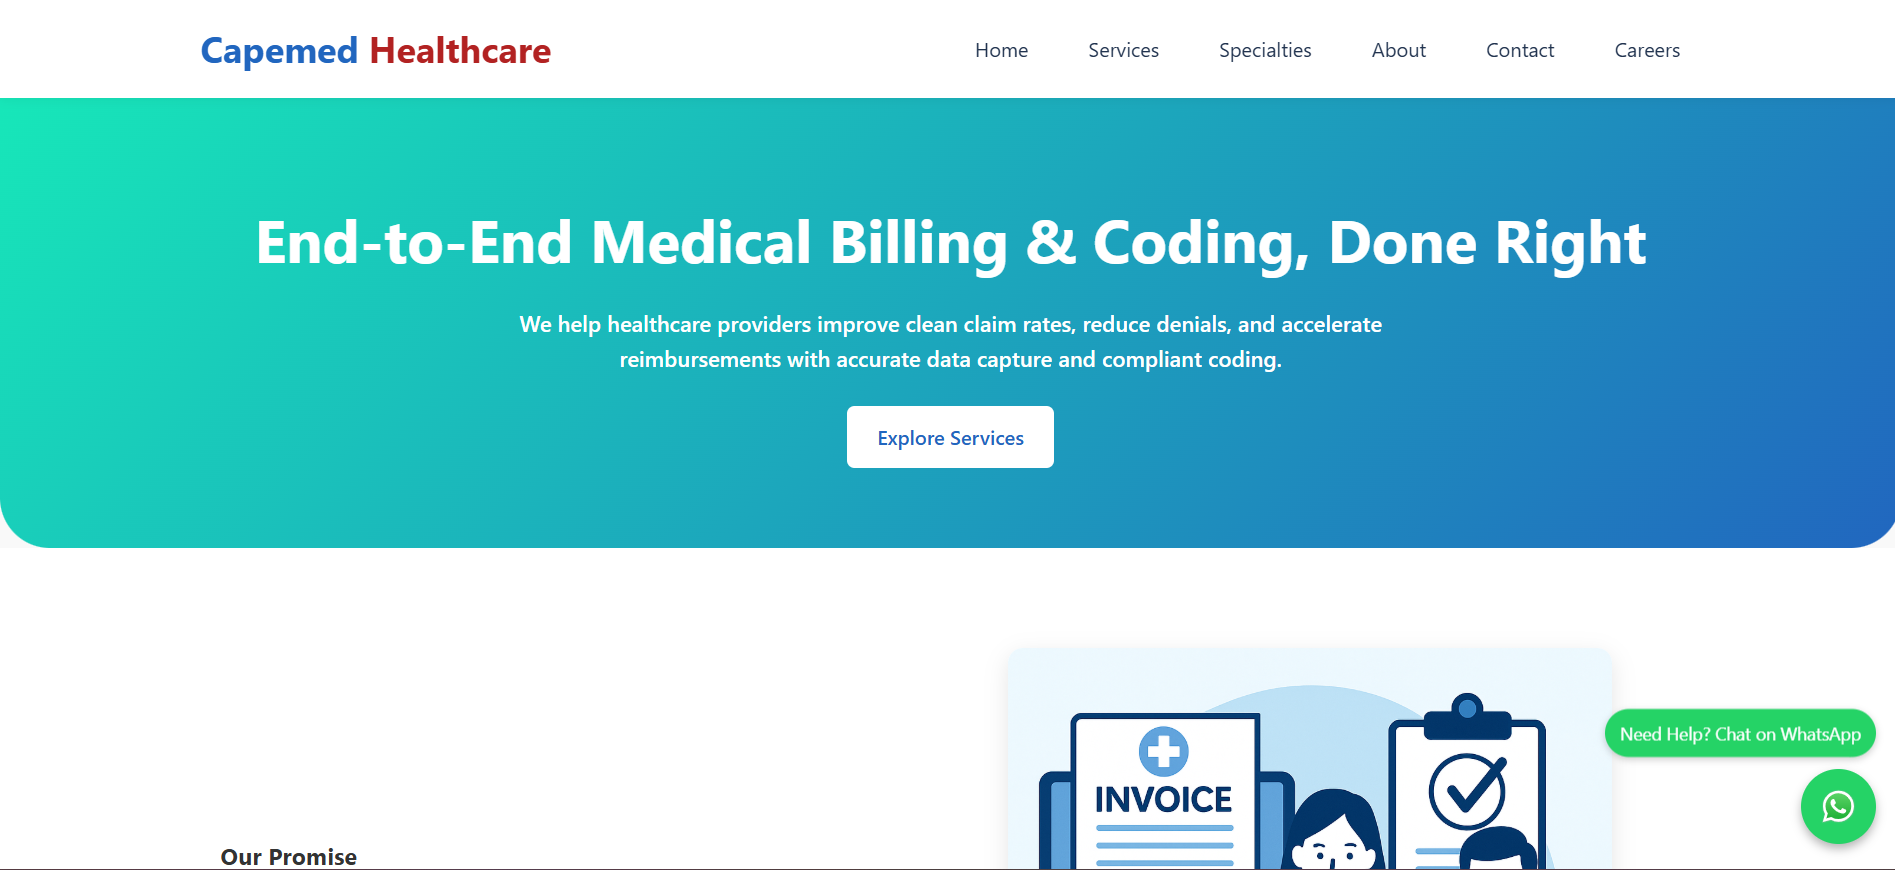 Capemed Healthcare
Home
Services
Specialties
About
Contact
Careers
End-to-End Medical Billing & Coding, Done Right
We help healthcare providers improve clean claim rates, reduce denials, and accelerate
reimbursements with accurate data capture and compliant coding.
Explore Services
INVOICE
Need Help? Chat on WhatsApp
Our Promise